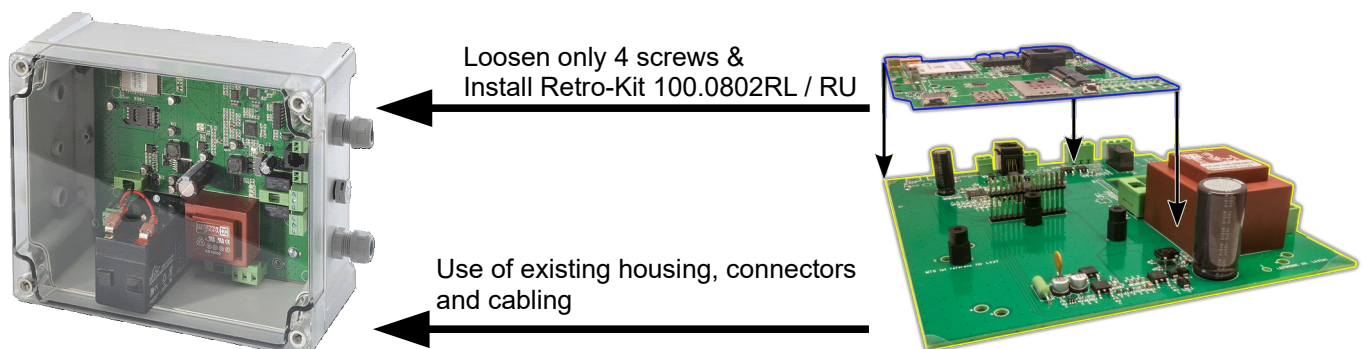 Loosen only 4 screws &
Install Retro-Kit 100.0802RL / RU
Use of existing housing, connectors
and cabling